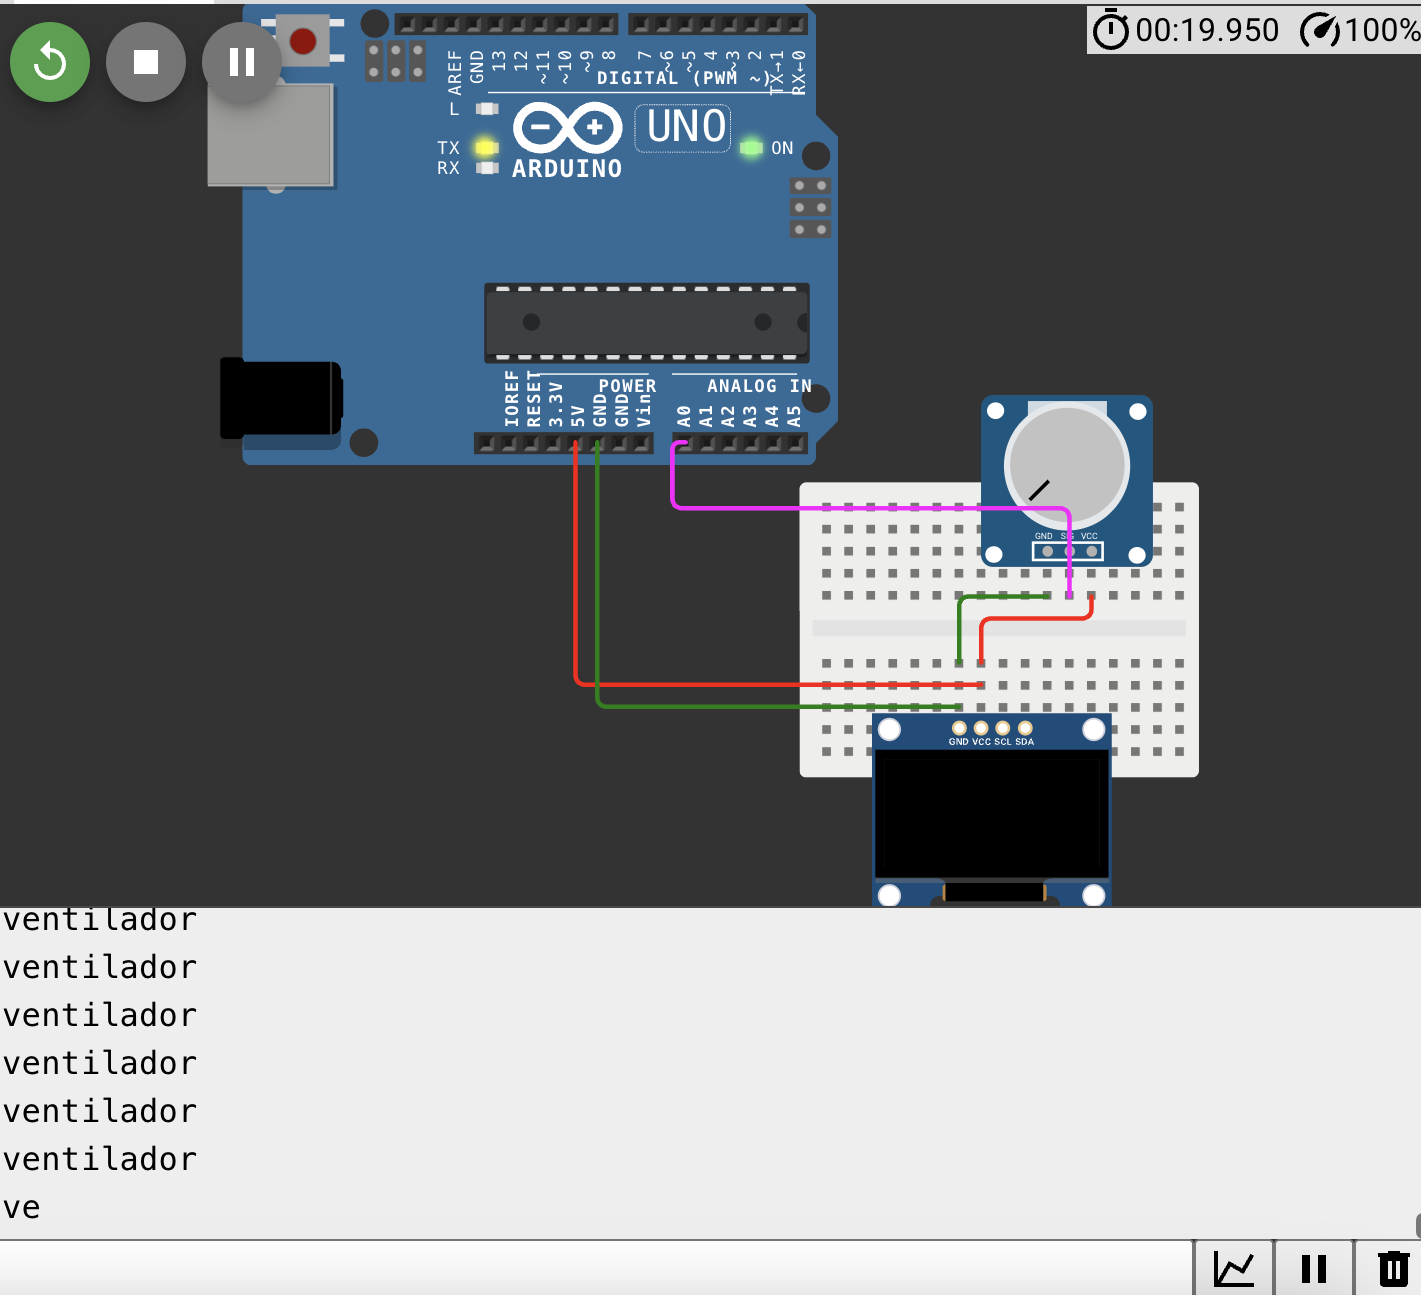 00:19.950 100%
AREF GND 13 12 ~11 ~10 ~9 8 7 ~6 ~5 4 ~3 2 TX→1 RX←0
DIGITAL (PWM ~)
L
UNO
TX
ON
RX
ARDUINO
IOREF RESET 3.3V 5V GND GND Vin
POWER
ANALOG IN
A0 A1 A2 A3 A4 A5
GND SIG VCC
GND VCC SCL SDA
ventilador
ventilador
ventilador
ventilador
ventilador
ventilador
ve